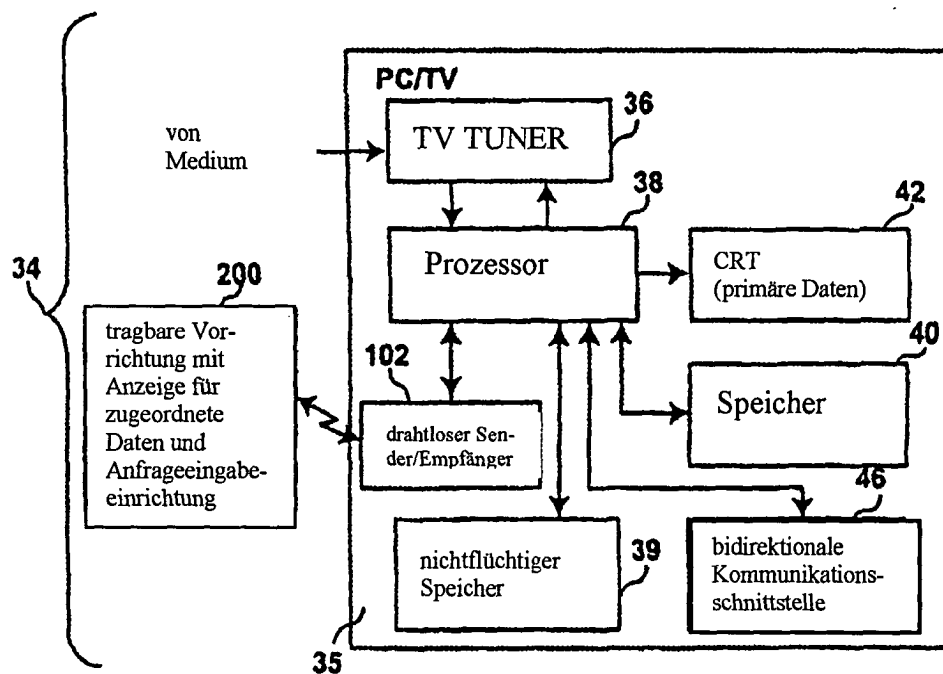 PC/TV
36
TV TUNER
von
Medium
38
42
Prozessor
CRT
(primäre Daten)
34
200
tragbare Vor-
richtung mit
Anzeige für
zugeordnete
Daten und
Anfrageeingabe-
einrichtung
102
40
Speicher
drahtloser Sen-
der/Empfänger
46
nichtflüchtiger
Speicher
39
bidirektionale
Kommunikations-
schnittstelle
35